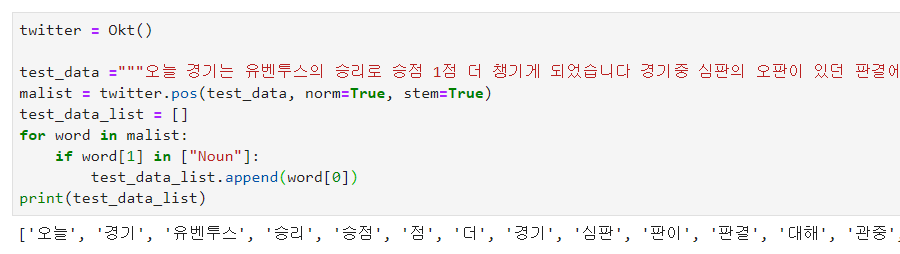 twitter = Okt()
test_data ="""오늘 경기는 유벤투스의 승리로 승점 1점 더 챙기게 되었습니다 경기중 심판의 오판이 있던 판결에
malist = twitter.pos(test_data, norm=True, stem=True)
test_data_list = []
for word in malist:
    if word[1] in ["Noun"]:
        test_data_list.append(word[0])
print(test_data_list)
['오늘', '경기', '유벤투스', '승리', '승점', '점', '더', '경기', '심판', '판이', '판결', '대해', '관중',